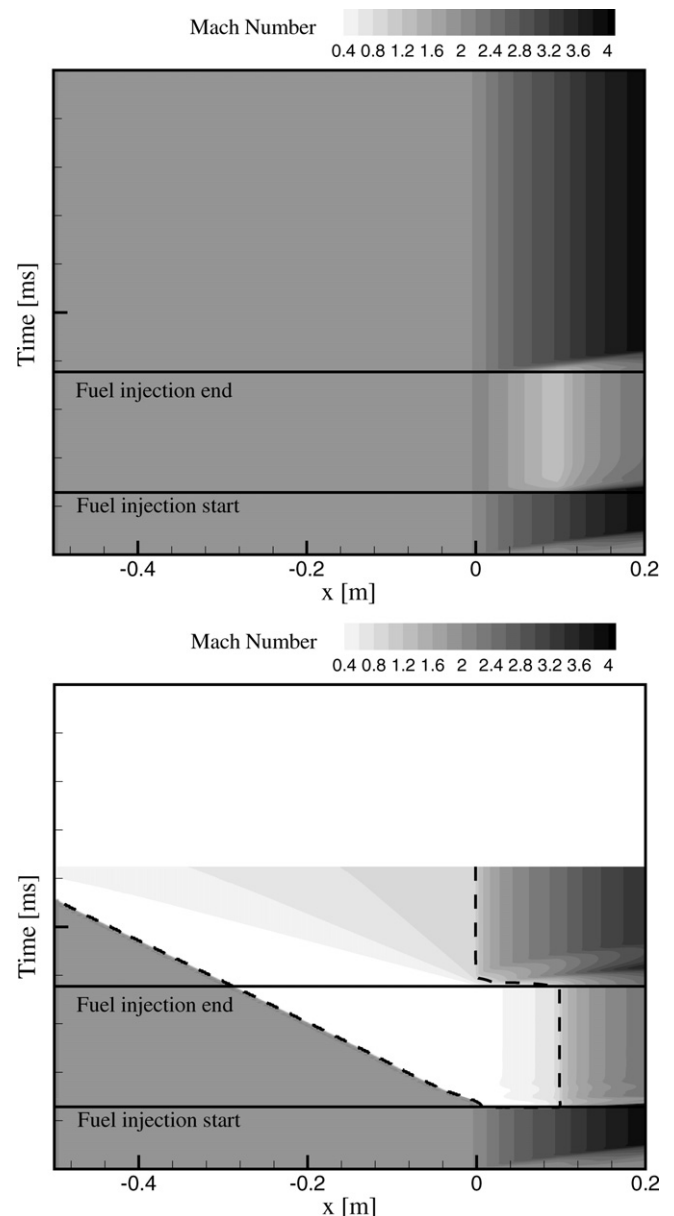 Mach Number
0.4 0.8 1.2 1.6 2 2.4 2.8 3.2 3.6 4
Time [ms]
Fuel injection end
Fuel injection start
-0.4 -0.2 0 0.2
x [m]
Mach Number
0.4 0.8 1.2 1.6 2 2.4 2.8 3.2 3.6 4
Time [ms]
Fuel injection end
Fuel injection start
-0.4 -0.2 0 0.2
x [m]